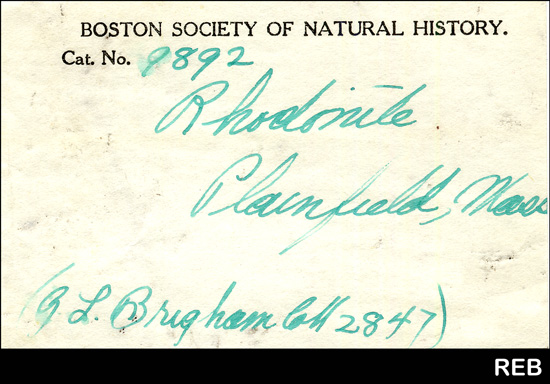 BOSTON SOCIETY OF NATURAL HISTORY.
Cat. No. 9892
Rhodonite
Plainfield, Mass
L. Brigham Coll 2847)
REB